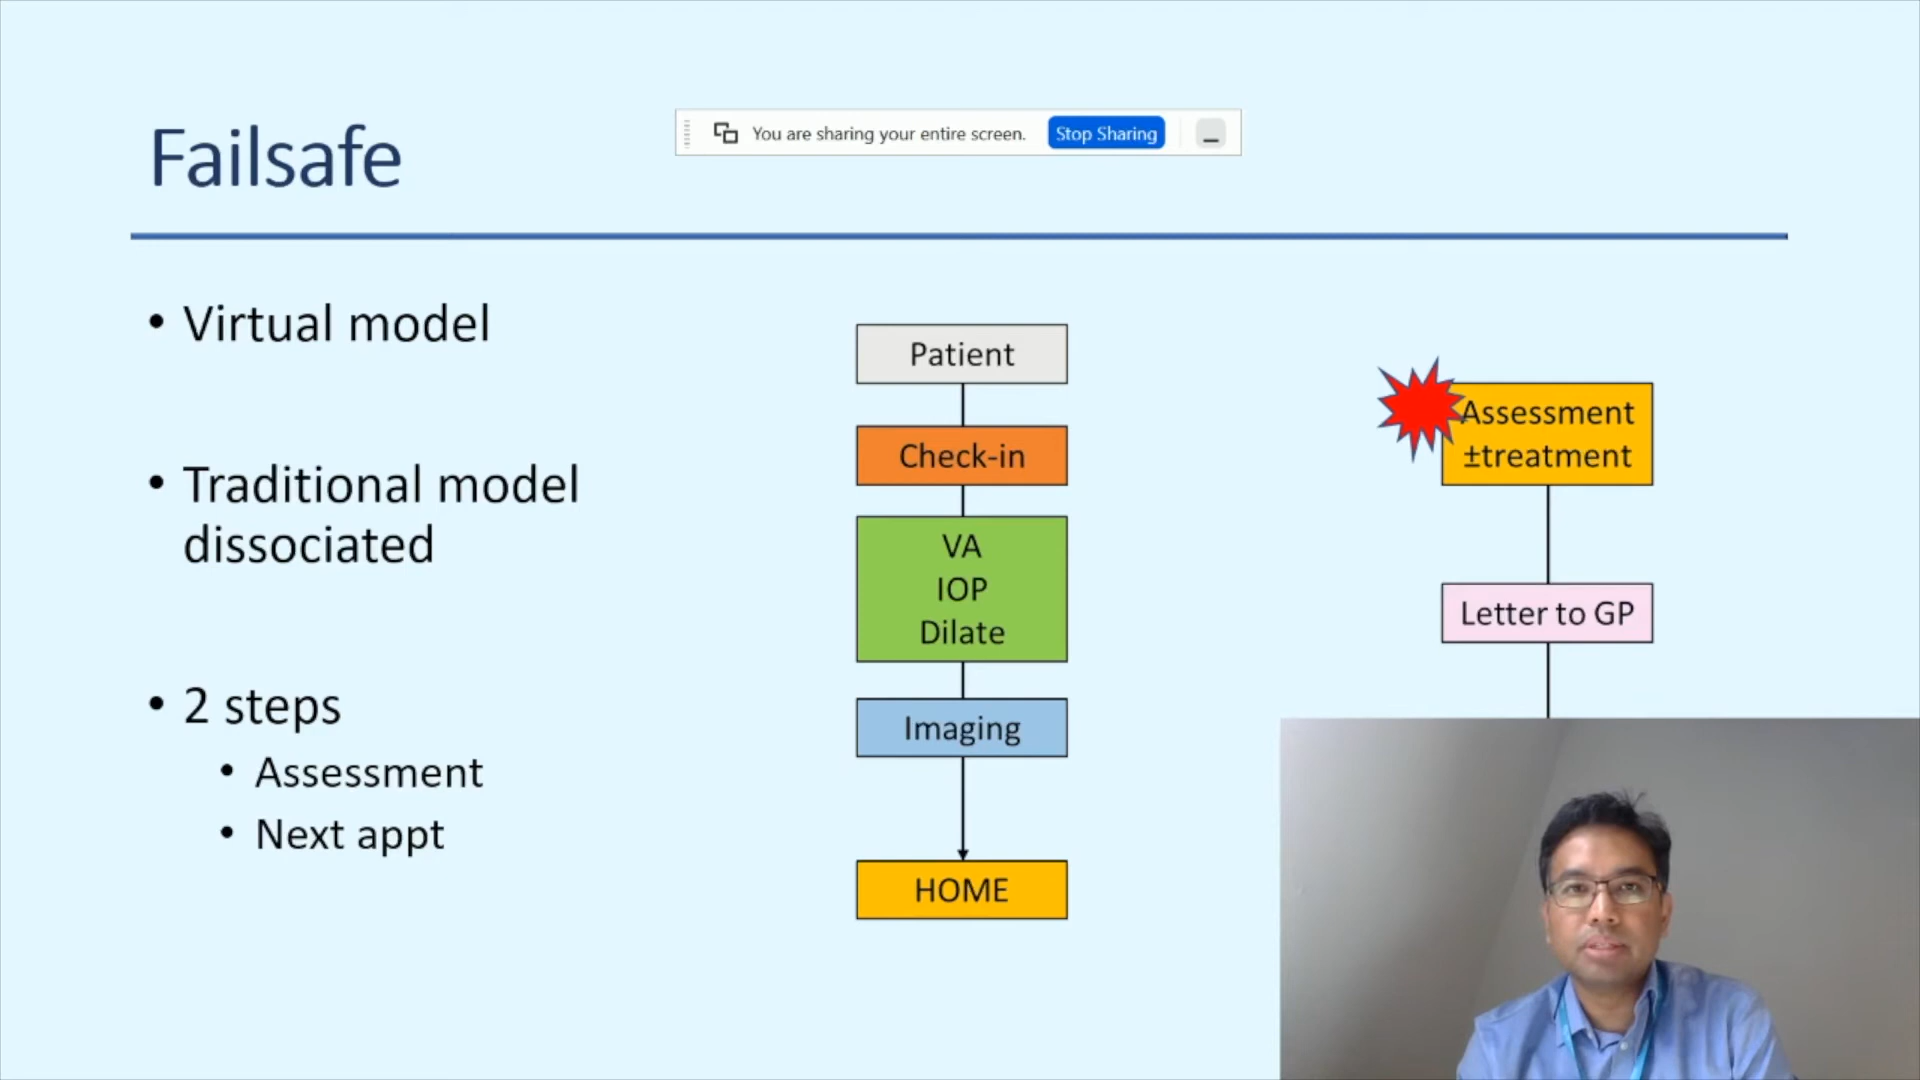 You are sharing your entire screen. Stop Sharing
Failsafe
• Virtual model
• Traditional model
dissociated
• 2 steps
• Assessment
• Next appt
Patient
Check-in
VA
IOP
Dilate
Imaging
HOME
Assessment
±treatment
Letter to GP